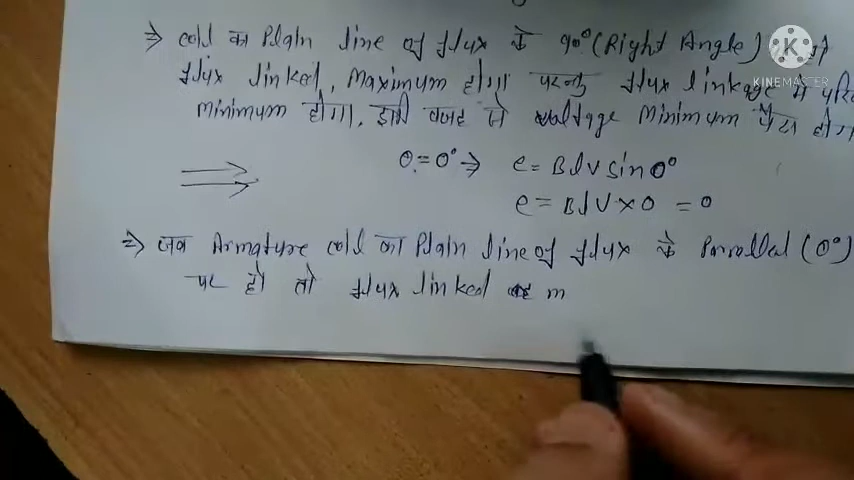 ⇒ coil का Plain line of flux के 90° (Right Angle)
flux linked, Maximum होगा परन्तु flux linkage में
minimum होगा, इसी वजह से voltage minimum पैदा होगा
θ = 0° ⇒ e = Blv sin 0°
e = Blv × 0 = 0
⇒ जब Armature coil का Plain line of flux के Parallel (0°)
पर हो तो flux linked m
K
KINEMASTER